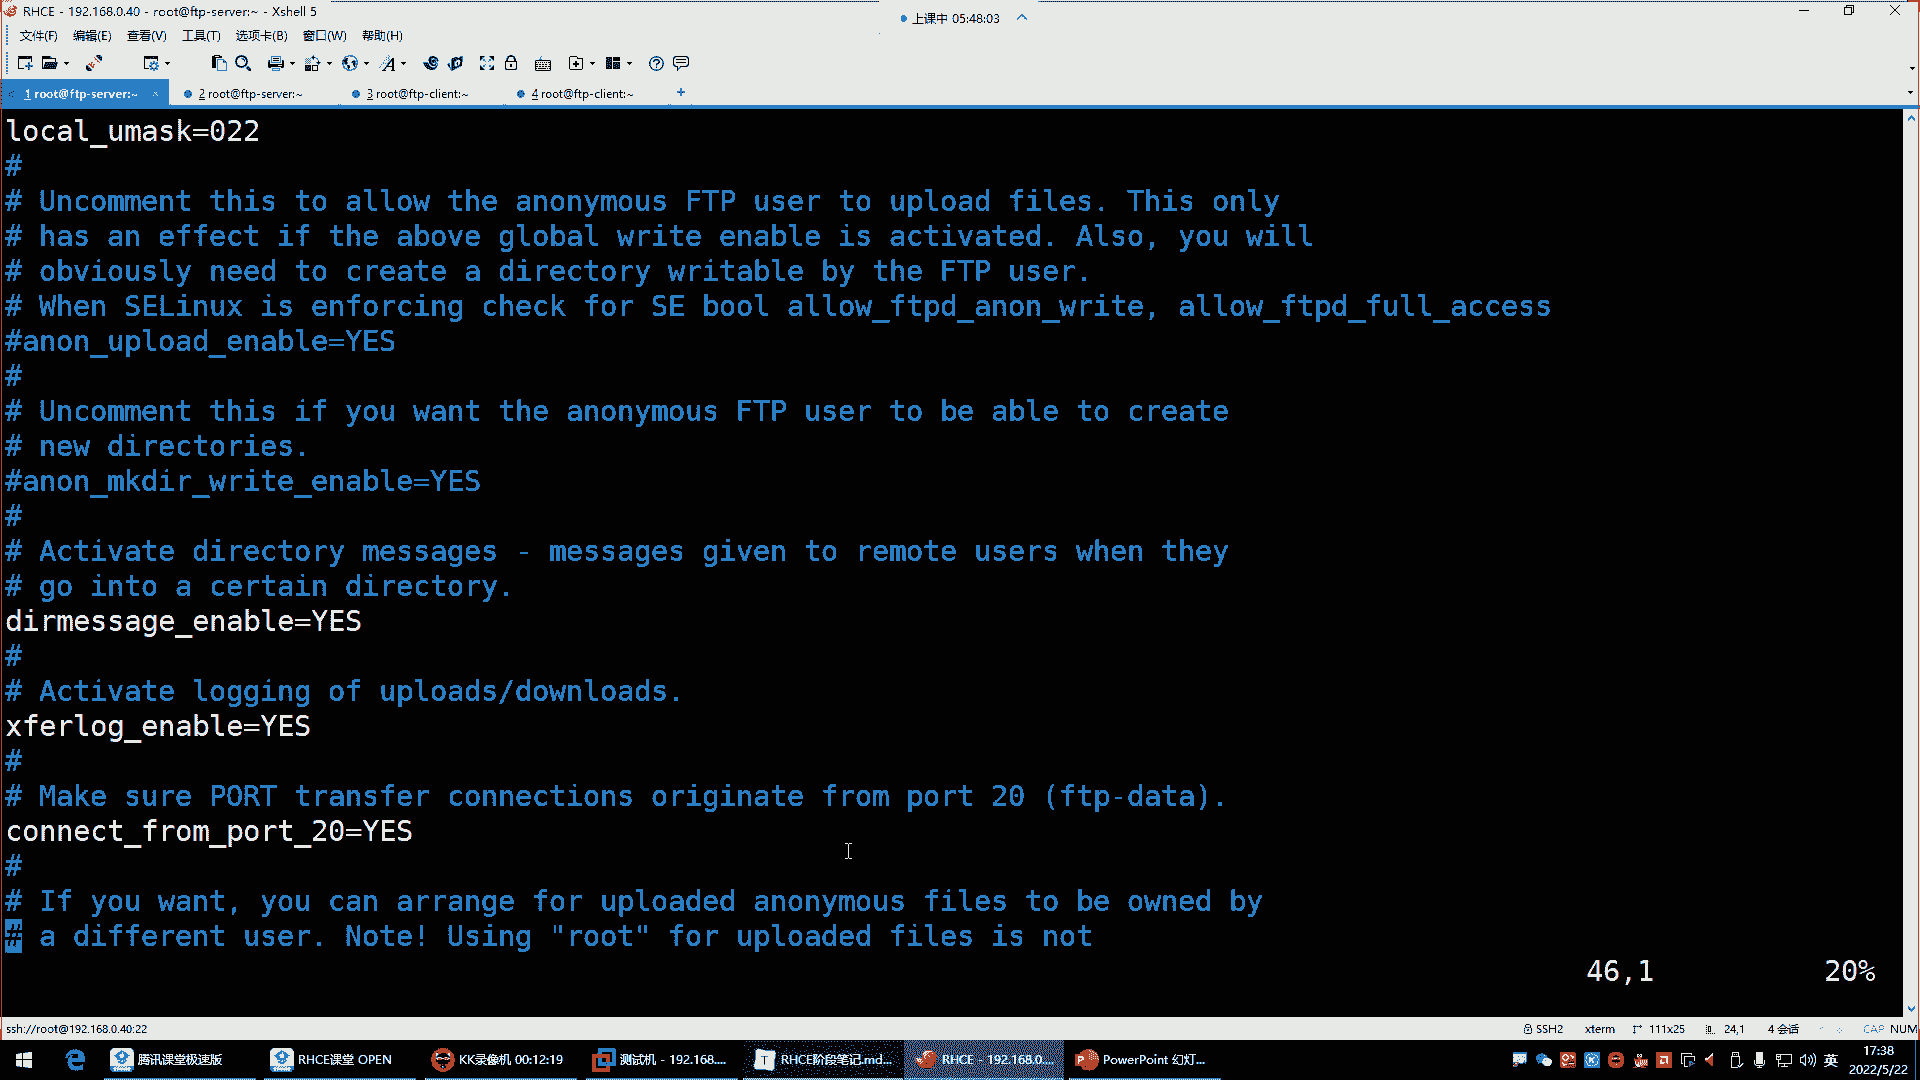 RHCE - 192.168.0.40 - root@ftp-server:~ - Xshell 5
上课中 05:48:03
文件(F) 编辑(E) 查看(V) 工具(T) 选项卡(B) 窗口(W) 帮助(H)
1 root@ftp-server:~ × 2 root@ftp-server:~ 3 root@ftp-client:~ 4 root@ftp-client:~ +
local_umask=022
#
# Uncomment this to allow the anonymous FTP user to upload files. This only
# has an effect if the above global write enable is activated. Also, you will
# obviously need to create a directory writable by the FTP user.
# When SELinux is enforcing check for SE bool allow_ftpd_anon_write, allow_ftpd_full_access
#anon_upload_enable=YES
#
# Uncomment this if you want the anonymous FTP user to be able to create
# new directories.
#anon_mkdir_write_enable=YES
#
# Activate directory messages - messages given to remote users when they
# go into a certain directory.
dirmessage_enable=YES
#
# Activate logging of uploads/downloads.
xferlog_enable=YES
#
# Make sure PORT transfer connections originate from port 20 (ftp-data).
connect_from_port_20=YES
#
# If you want, you can arrange for uploaded anonymous files to be owned by
# a different user. Note! Using "root" for uploaded files is not
46,1 20%
ssh://root@192.168.0.40:22 SSH2 xterm 111x25 24,1 4 会话 CAP NUM
腾讯课堂极速版 RHCE课堂 OPEN KK录像机 00:12:19 测试机 - 192.168.... RHCE阶段笔记.md... RHCE - 192.168.0.... PowerPoint 幻灯... 英 17:38
2022/5/22